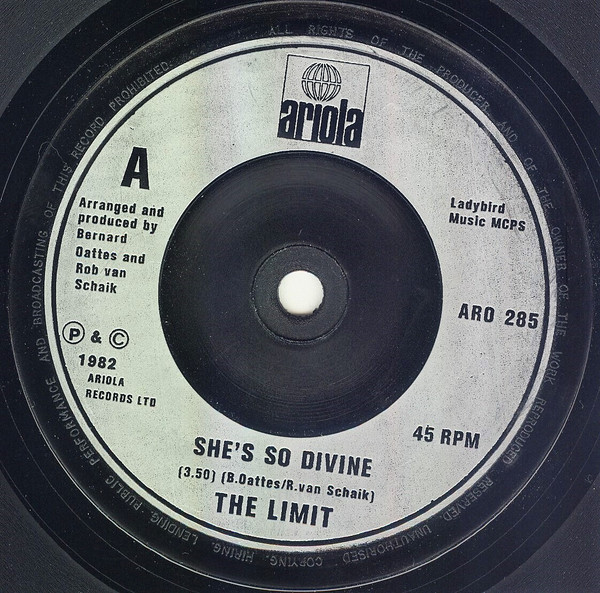 ALL RIGHTS OF THE PRODUCER AND OF THE OWNER OF THE WORK REPRODUCED RESERVED. UNAUTHORISED COPYING, HIRING, LENDING, PUBLIC PERFORMANCE AND BROADCASTING OF THIS RECORD PROHIBITED.
ariola
A
Arranged and
produced by
Bernard
Oattes and
Rob van
Schaik
Ⓟ & ©
1982
ARIOLA
RECORDS LTD
Ladybird
Music MCPS
ARO 285
45 RPM
SHE'S SO DIVINE
(3.50) (B.Oattes/R.van Schaik)
THE LIMIT